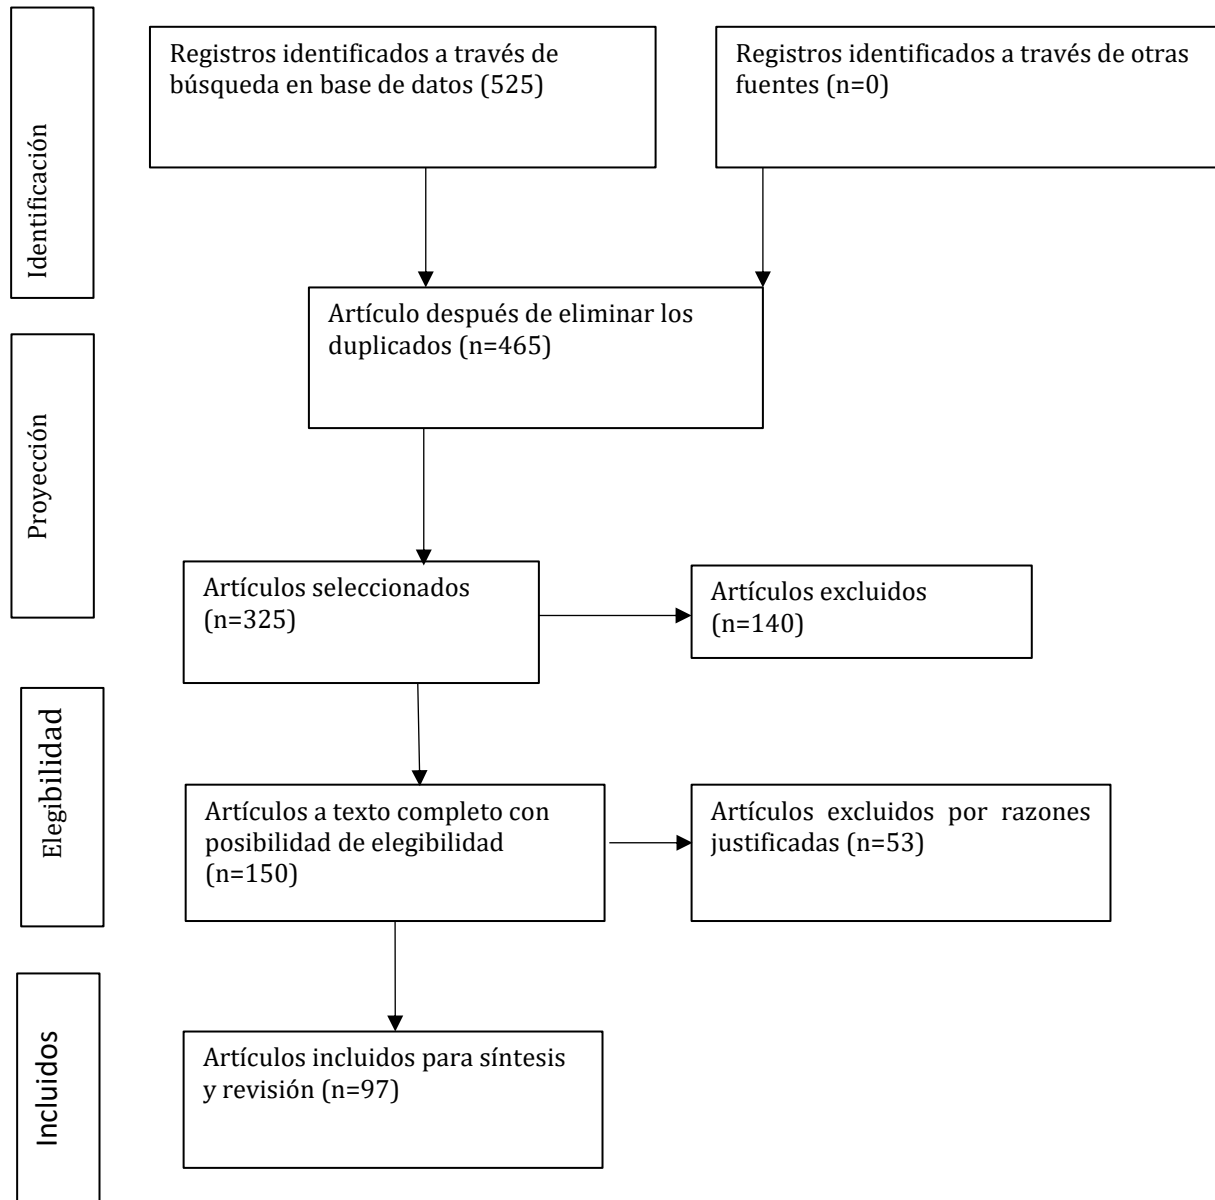 Identificación
Registros identificados a través de
búsqueda en base de datos (525)
Registros identificados a través de otras
fuentes (n=0)
Artículo después de eliminar los
duplicados (n=465)
Proyección
Artículos seleccionados
(n=325)
Artículos excluidos
(n=140)
Elegibilidad
Artículos a texto completo con
posibilidad de elegibilidad
(n=150)
Artículos excluidos por razones
justificadas (n=53)
Incluidos
Artículos incluidos para síntesis
y revisión (n=97)